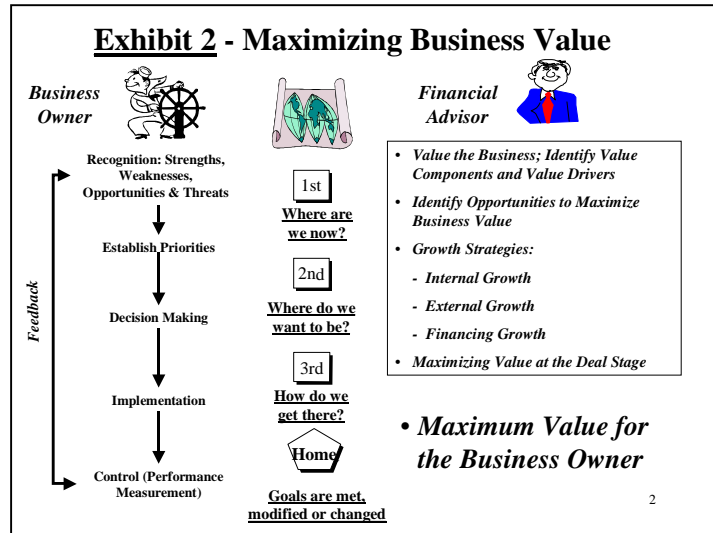 Exhibit 2 - Maximizing Business Value
Business
Owner
Recognition: Strengths,
Weaknesses,
Opportunities & Threats
Establish Priorities
Decision Making
Implementation
Control (Performance
Measurement)
Feedback
1st
Where are
we now?
2nd
Where do we
want to be?
3rd
How do we
get there?
Home
Goals are met,
modified or changed
Financial
Advisor
• Value the Business; Identify Value
Components and Value Drivers
• Identify Opportunities to Maximize
Business Value
• Growth Strategies:
- Internal Growth
- External Growth
- Financing Growth
• Maximizing Value at the Deal Stage
• Maximum Value for
the Business Owner
2